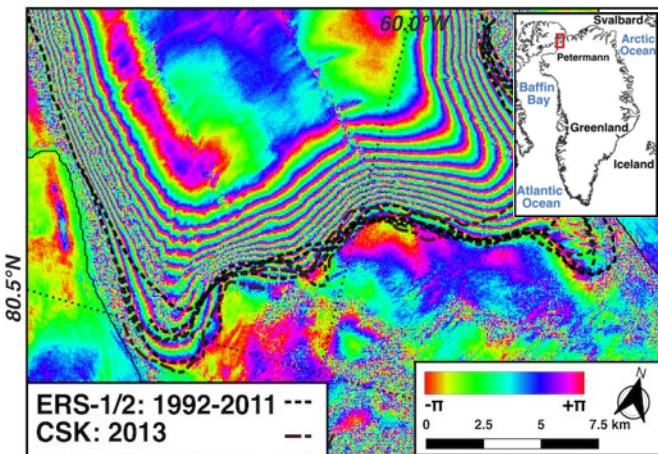 60.0°W
80.5°N
Svalbard
Arctic
Ocean
Petermann
Baffin
Bay
Greenland
Iceland
Atlantic
Ocean
ERS-1/2: 1992-2011
CSK: 2013
-π
+π
N
0 2.5 5 7.5 km